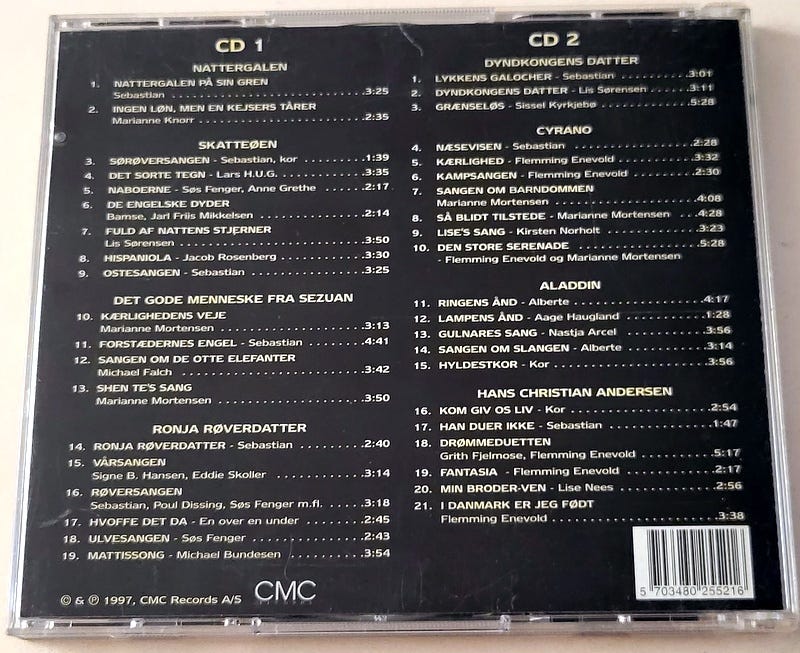 CD 1
NATTERGALEN
1. NATTERGALEN PÅ SIN GREN
Sebastian 3:25
2. INGEN LØN, MEN EN KEJSERS TÅRER
Marianne Knorr 2:35
SKATTEØEN
3. SØRØVERSANGEN - Sebastian, kor 1:39
4. DET SORTE TEGN - Lars H.U.G. 3:35
5. NABOERNE - Søs Fenger, Anne Grethe 2:17
6. DE ENGELSKE DYDER
Bamse, Jarl Friis Mikkelsen 2:14
7. FULD AF NATTENS STJERNER
Lis Sørensen 3:50
8. HISPANIOLA - Jacob Rosenberg 3:30
9. OSTESANGEN - Sebastian 3:25
DET GODE MENNESKE FRA SEZUAN
10. KÆRLIGHEDENS VEJE
Marianne Mortensen 3:13
11. FORSTÆDERNES ENGEL - Sebastian 4:41
12. SANGEN OM DE OTTE ELEFANTER
Michael Falch 3:42
13. SHEN TE'S SANG
Marianne Mortensen 3:50
RONJA RØVERDATTER
14. RONJA RØVERDATTER - Sebastian 2:40
15. VÅRSANGEN
Signe B. Hansen, Eddie Skoller 3:14
16. RØVERSANGEN
Sebastian, Poul Dissing, Søs Fenger m.fl. 3:18
17. HVOFFE DET DA - En over en under 2:45
18. ULVESANGEN - Søs Fenger 2:43
19. MATTISSONG - Michael Bundesen 3:54
© & ℗ 1997, CMC Records A/S
CMC
CD 2
DYNDKONGENS DATTER
1. LYKKENS GALOCHER - Sebastian 3:01
2. DYNDKONGENS DATTER - Lis Sørensen 3:11
3. GRÆNSELØS - Sissel Kyrkjebø 5:28
CYRANO
4. NÆSEVISEN - Sebastian 2:28
5. KÆRLIGHED - Flemming Enevold 3:32
6. KAMPSANGEN - Flemming Enevold 2:30
7. SANGEN OM BARNDOMMEN
Marianne Mortensen 4:08
8. SÅ BLIDT TILSTEDE - Marianne Mortensen 4:28
9. LISE'S SANG - Kirsten Norholt 3:23
10. DEN STORE SERENADE 5:28
- Flemming Enevold og Marianne Mortensen
ALADDIN
11. RINGENS ÅND - Alberte 4:17
12. LAMPENS ÅND - Aage Haugland 1:28
13. GULNARES SANG - Nastja Arcel 3:56
14. SANGEN OM SLANGEN - Alberte 3:14
15. HYLDESTKOR - Kor 3:56
HANS CHRISTIAN ANDERSEN
16. KOM GIV OS LIV - Kor 2:54
17. HAN DUER IKKE - Sebastian 1:47
18. DRØMMEDUETTEN
Grith Fjelmose, Flemming Enevold 5:17
19. FANTASIA - Flemming Enevold 2:17
20. MIN BRODER-VEN - Lise Nees 2:56
21. I DANMARK ER JEG FØDT
Flemming Enevold 3:38
5 703480 255216